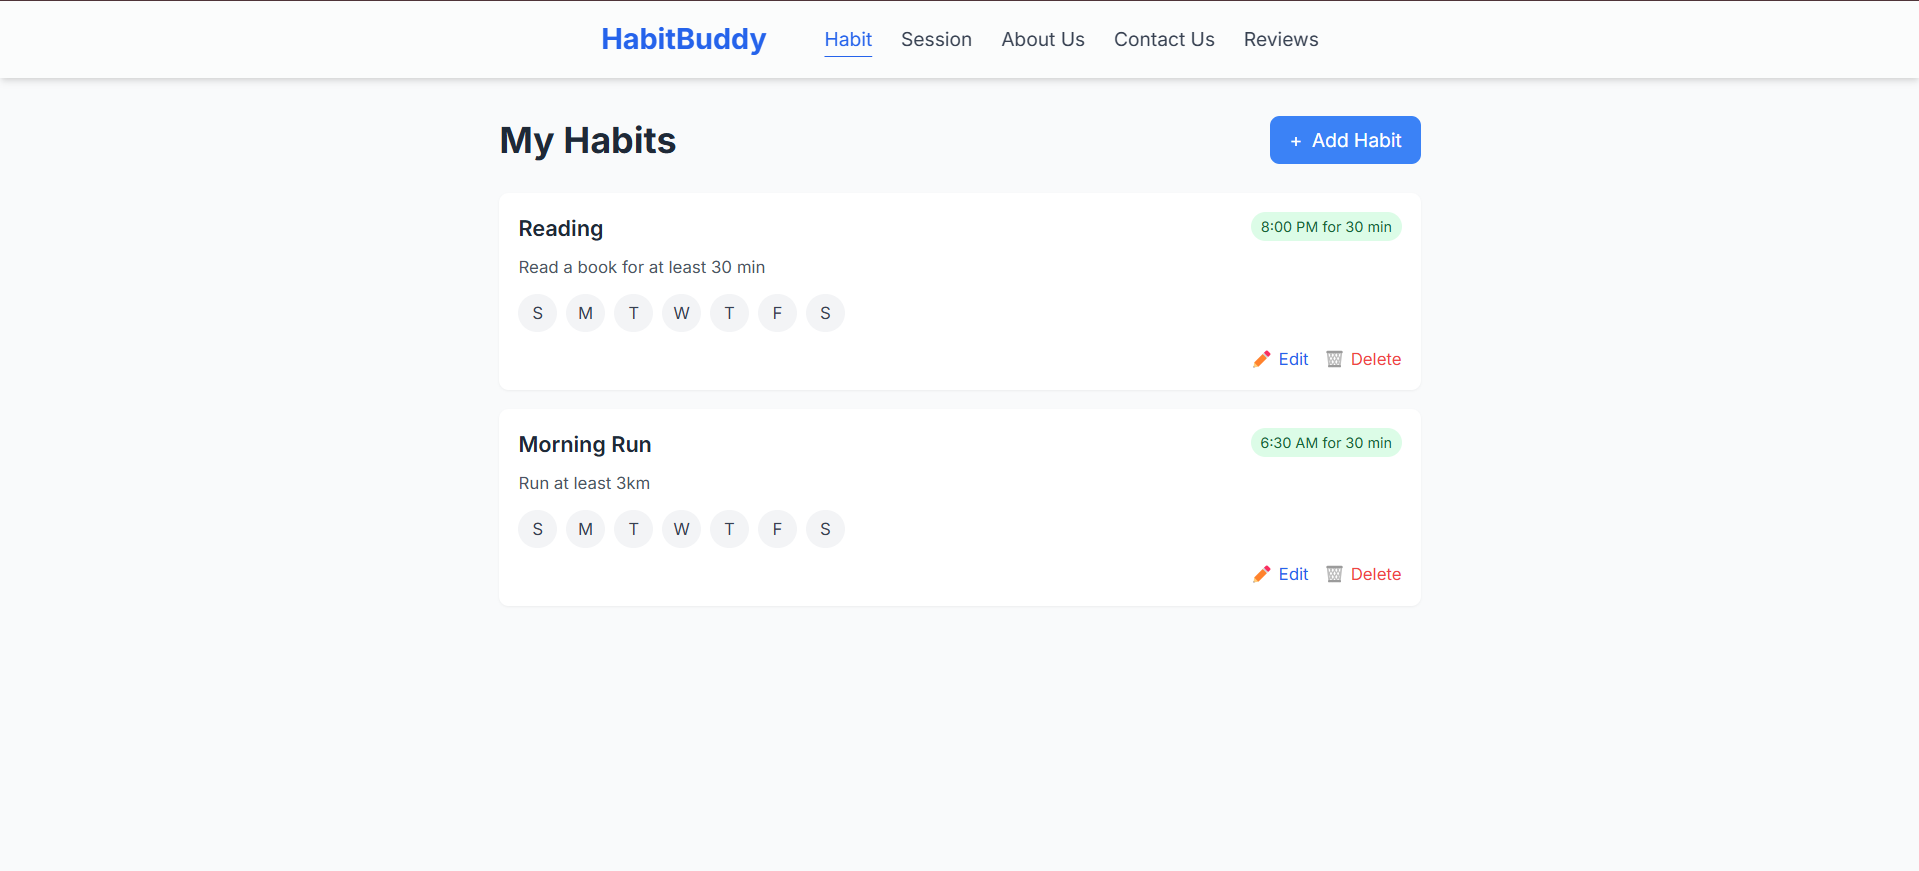 HabitBuddy Habit Session About Us Contact Us Reviews
My Habits + Add Habit
Reading 8:00 PM for 30 min
Read a book for at least 30 min
S M T W T F S
Edit Delete
Morning Run 6:30 AM for 30 min
Run at least 3km
S M T W T F S
Edit Delete